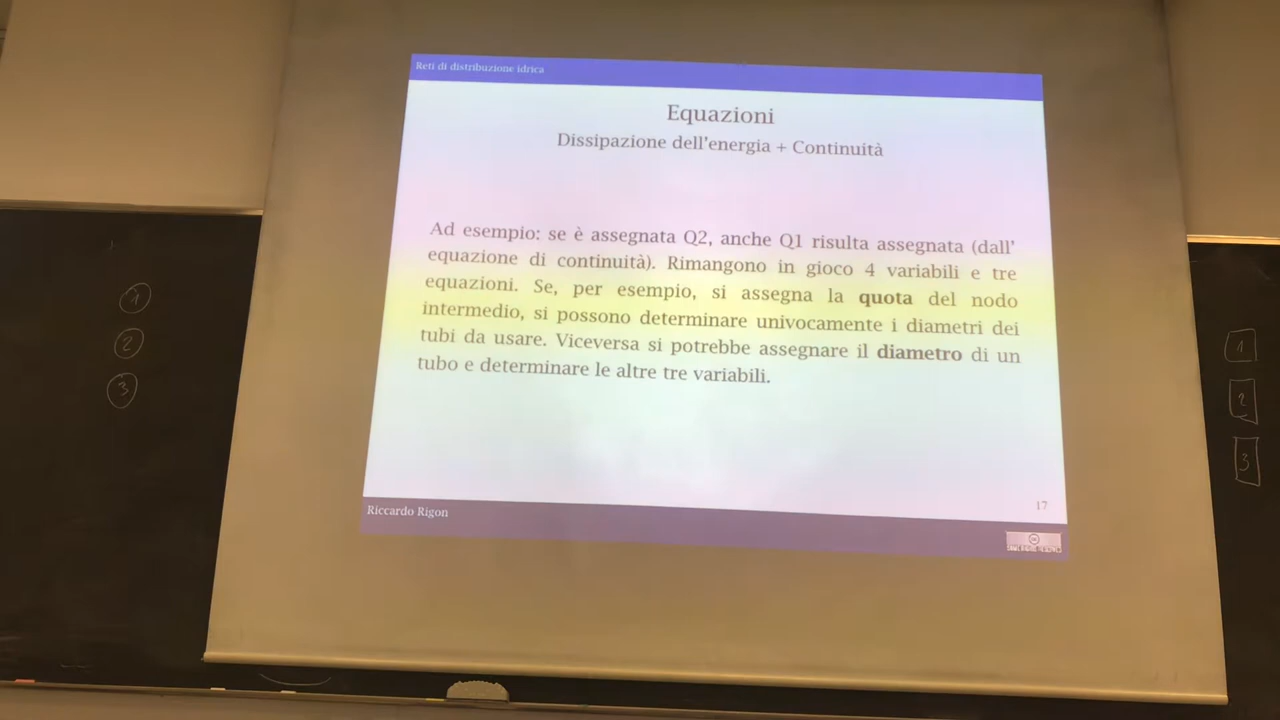 Reti di distribuzione idrica
Equazioni
Dissipazione dell'energia + Continuità
Ad esempio: se è assegnata Q2, anche Q1 risulta assegnata (dall'
equazione di continuità). Rimangono in gioco 4 variabili e tre
equazioni. Se, per esempio, si assegna la quota del nodo
intermedio, si possono determinare univocamente i diametri dei
tubi da usare. Viceversa si potrebbe assegnare il diametro di un
tubo e determinare le altre tre variabili.
17
Riccardo Rigon
cc
1
2
3
1
2
3